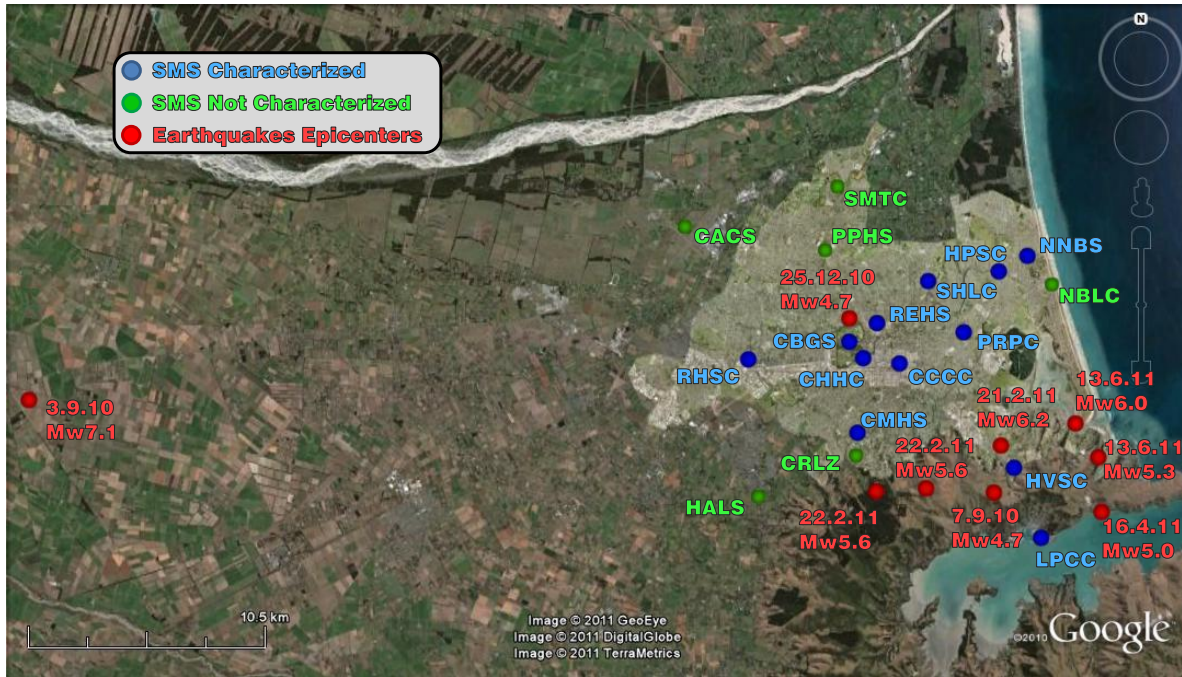 N
SMS Characterized
SMS Not Characterized
Earthquakes Epicenters
SMTC
CACS
PPHS
NNBS
HPSC
25.12.10
Mw4.7
SHLC
NBLC
REHS
CBGS
PRPC
RHSC
CHHC
CCCC
3.9.10
Mw7.1
21.2.11
Mw6.2
13.6.11
Mw6.0
CMHS
22.2.11
Mw5.6
13.6.11
Mw5.3
CRLZ
HVSC
HALS
22.2.11
Mw5.6
7.9.10
Mw4.7
16.4.11
Mw5.0
LPCC
10.5 km
Image © 2011 GeoEye
Image © 2011 DigitalGlobe
Image © 2011 TerraMetrics
©2010 Google